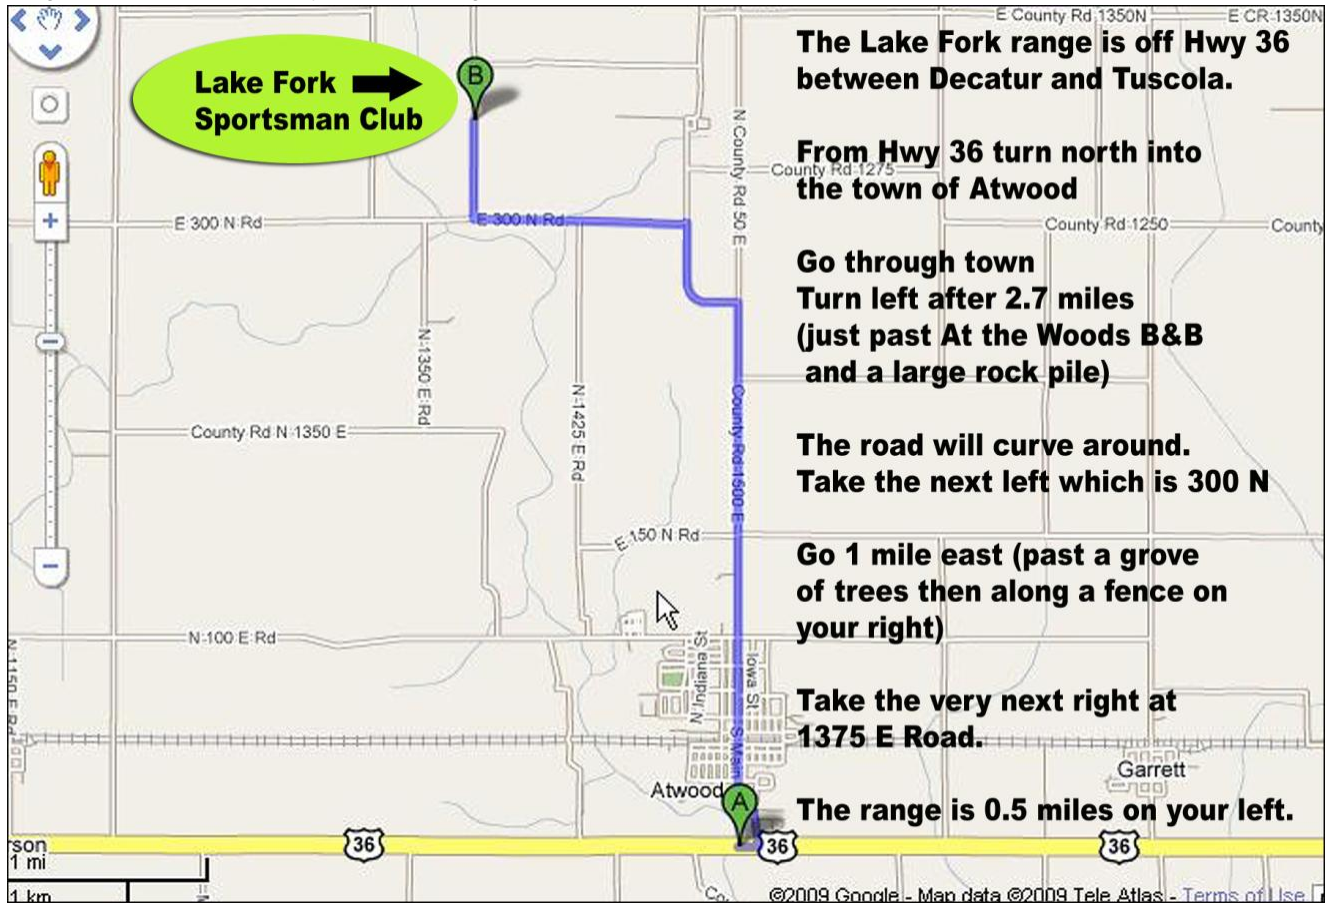 E County Rd 1350N
E CR 1350N
The Lake Fork range is off Hwy 36
between Decatur and Tuscola.
Lake Fork
Sportsman Club
B
From Hwy 36 turn north into
County Rd 1275
the town of Atwood
N County Rd 50 E
E 300 N Rd
E 300 N Rd
County Rd 1250
County
Go through town
Turn left after 2.7 miles
(just past At the Woods B&B
and a large rock pile)
N 1350 E Rd
N 1425 E Rd
County Rd 1500 E
County Rd N 1350 E
The road will curve around.
Take the next left which is 300 N
E 150 N Rd
Go 1 mile east (past a grove
of trees then along a fence on
your right)
N 100 E Rd
N 1150 E Rd
N Indiana St
Iowa St
S Main
Take the very next right at
1375 E Road.
Garrett
Atwood
A
The range is 0.5 miles on your left.
son
36
36
36
1 mi
1 km
©2009 Google - Map data ©2009 Tele Atlas - Terms of Use